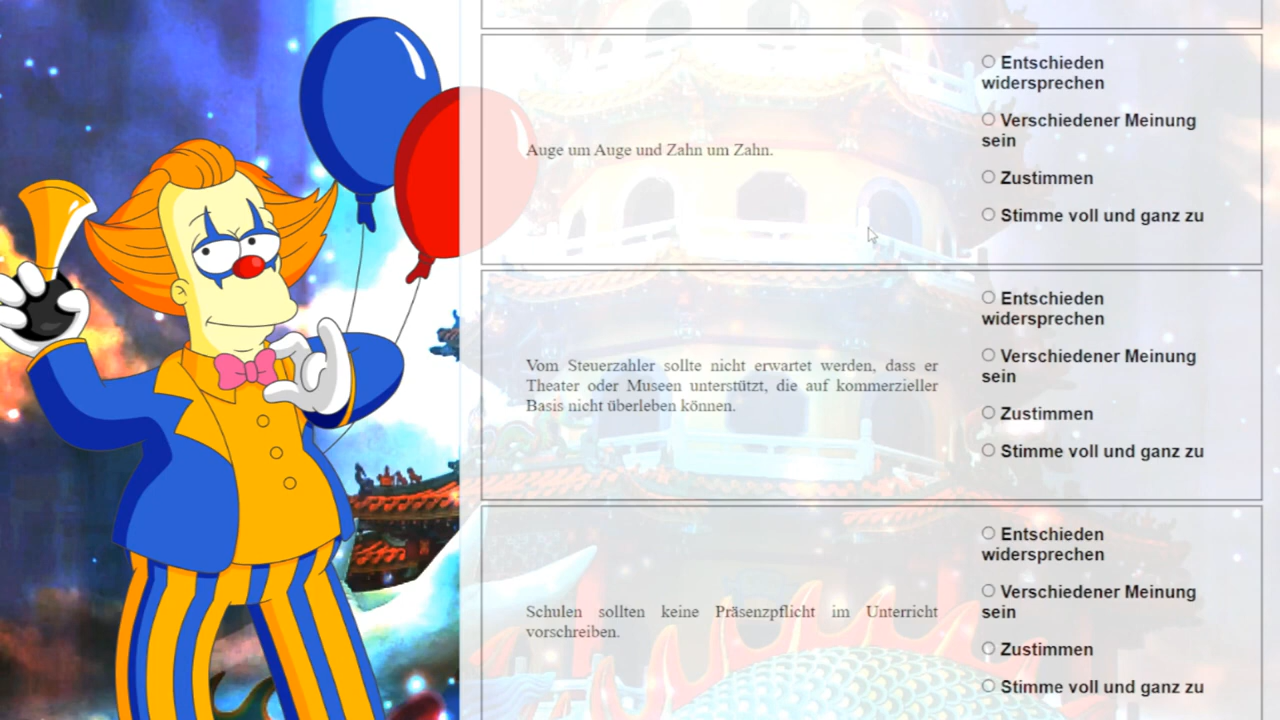 Auge um Auge und Zahn um Zahn.
Entschieden
widersprechen
Verschiedener Meinung
sein
Zustimmen
Stimme voll und ganz zu
Vom Steuerzahler sollte nicht erwartet werden, dass er
Theater oder Museen unterstützt, die auf kommerzieller
Basis nicht überleben können.
Entschieden
widersprechen
Verschiedener Meinung
sein
Zustimmen
Stimme voll und ganz zu
Schulen sollten keine Präsenzpflicht im Unterricht
vorschreiben.
Entschieden
widersprechen
Verschiedener Meinung
sein
Zustimmen
Stimme voll und ganz zu